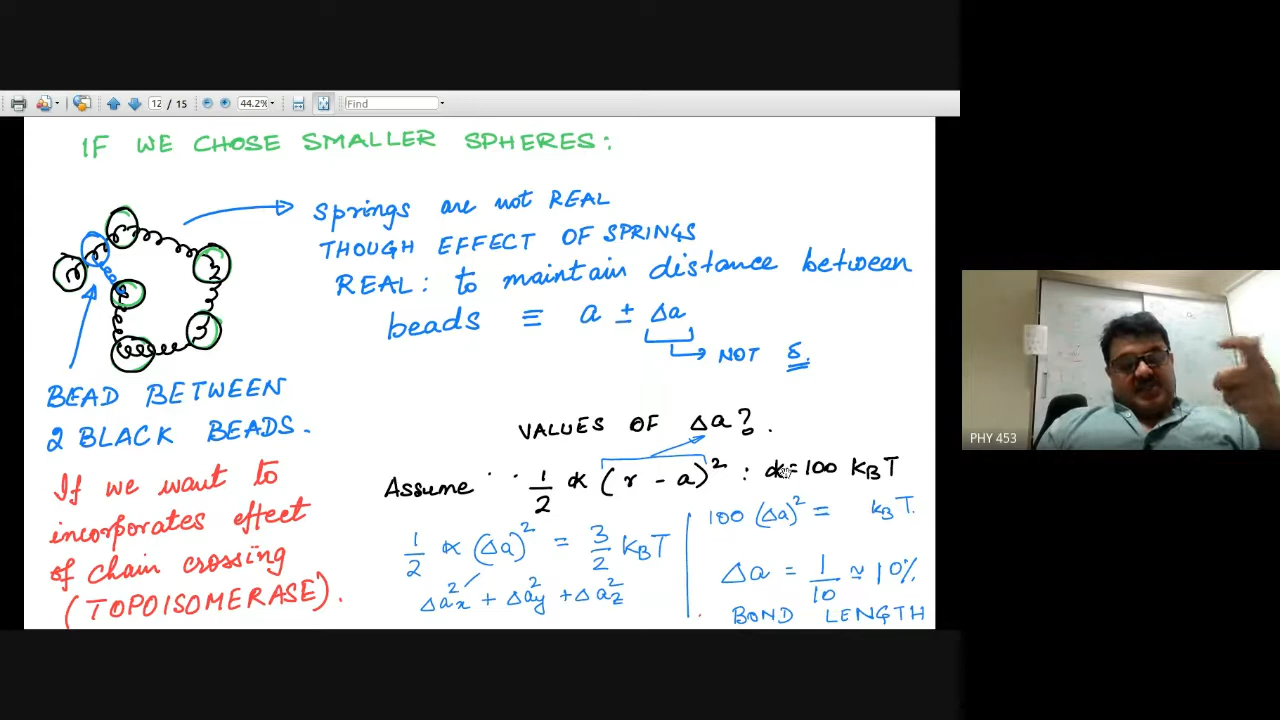 12 / 15
44.2%
Find
IF WE CHOSE SMALLER SPHERES:
springs are not REAL
THOUGH EFFECT OF SPRINGS
REAL: to maintain distance between
beads ≡ a ± Δa
NOT δ.
BEAD BETWEEN
2 BLACK BEADS.
If we want to
incorporates effect
of chain crossing
(TOPOISOMERASE).
VALUES OF Δa?.
Assume ·· 1/2 α (r - a)² : α=100 kBT
1/2 α (Δa)² = 3/2 kBT
Δa²x + Δa²y + Δa²z
100 (Δa)² = kBT.
Δa = 1/10 ≃ 10%
BOND LENGTH
PHY 453